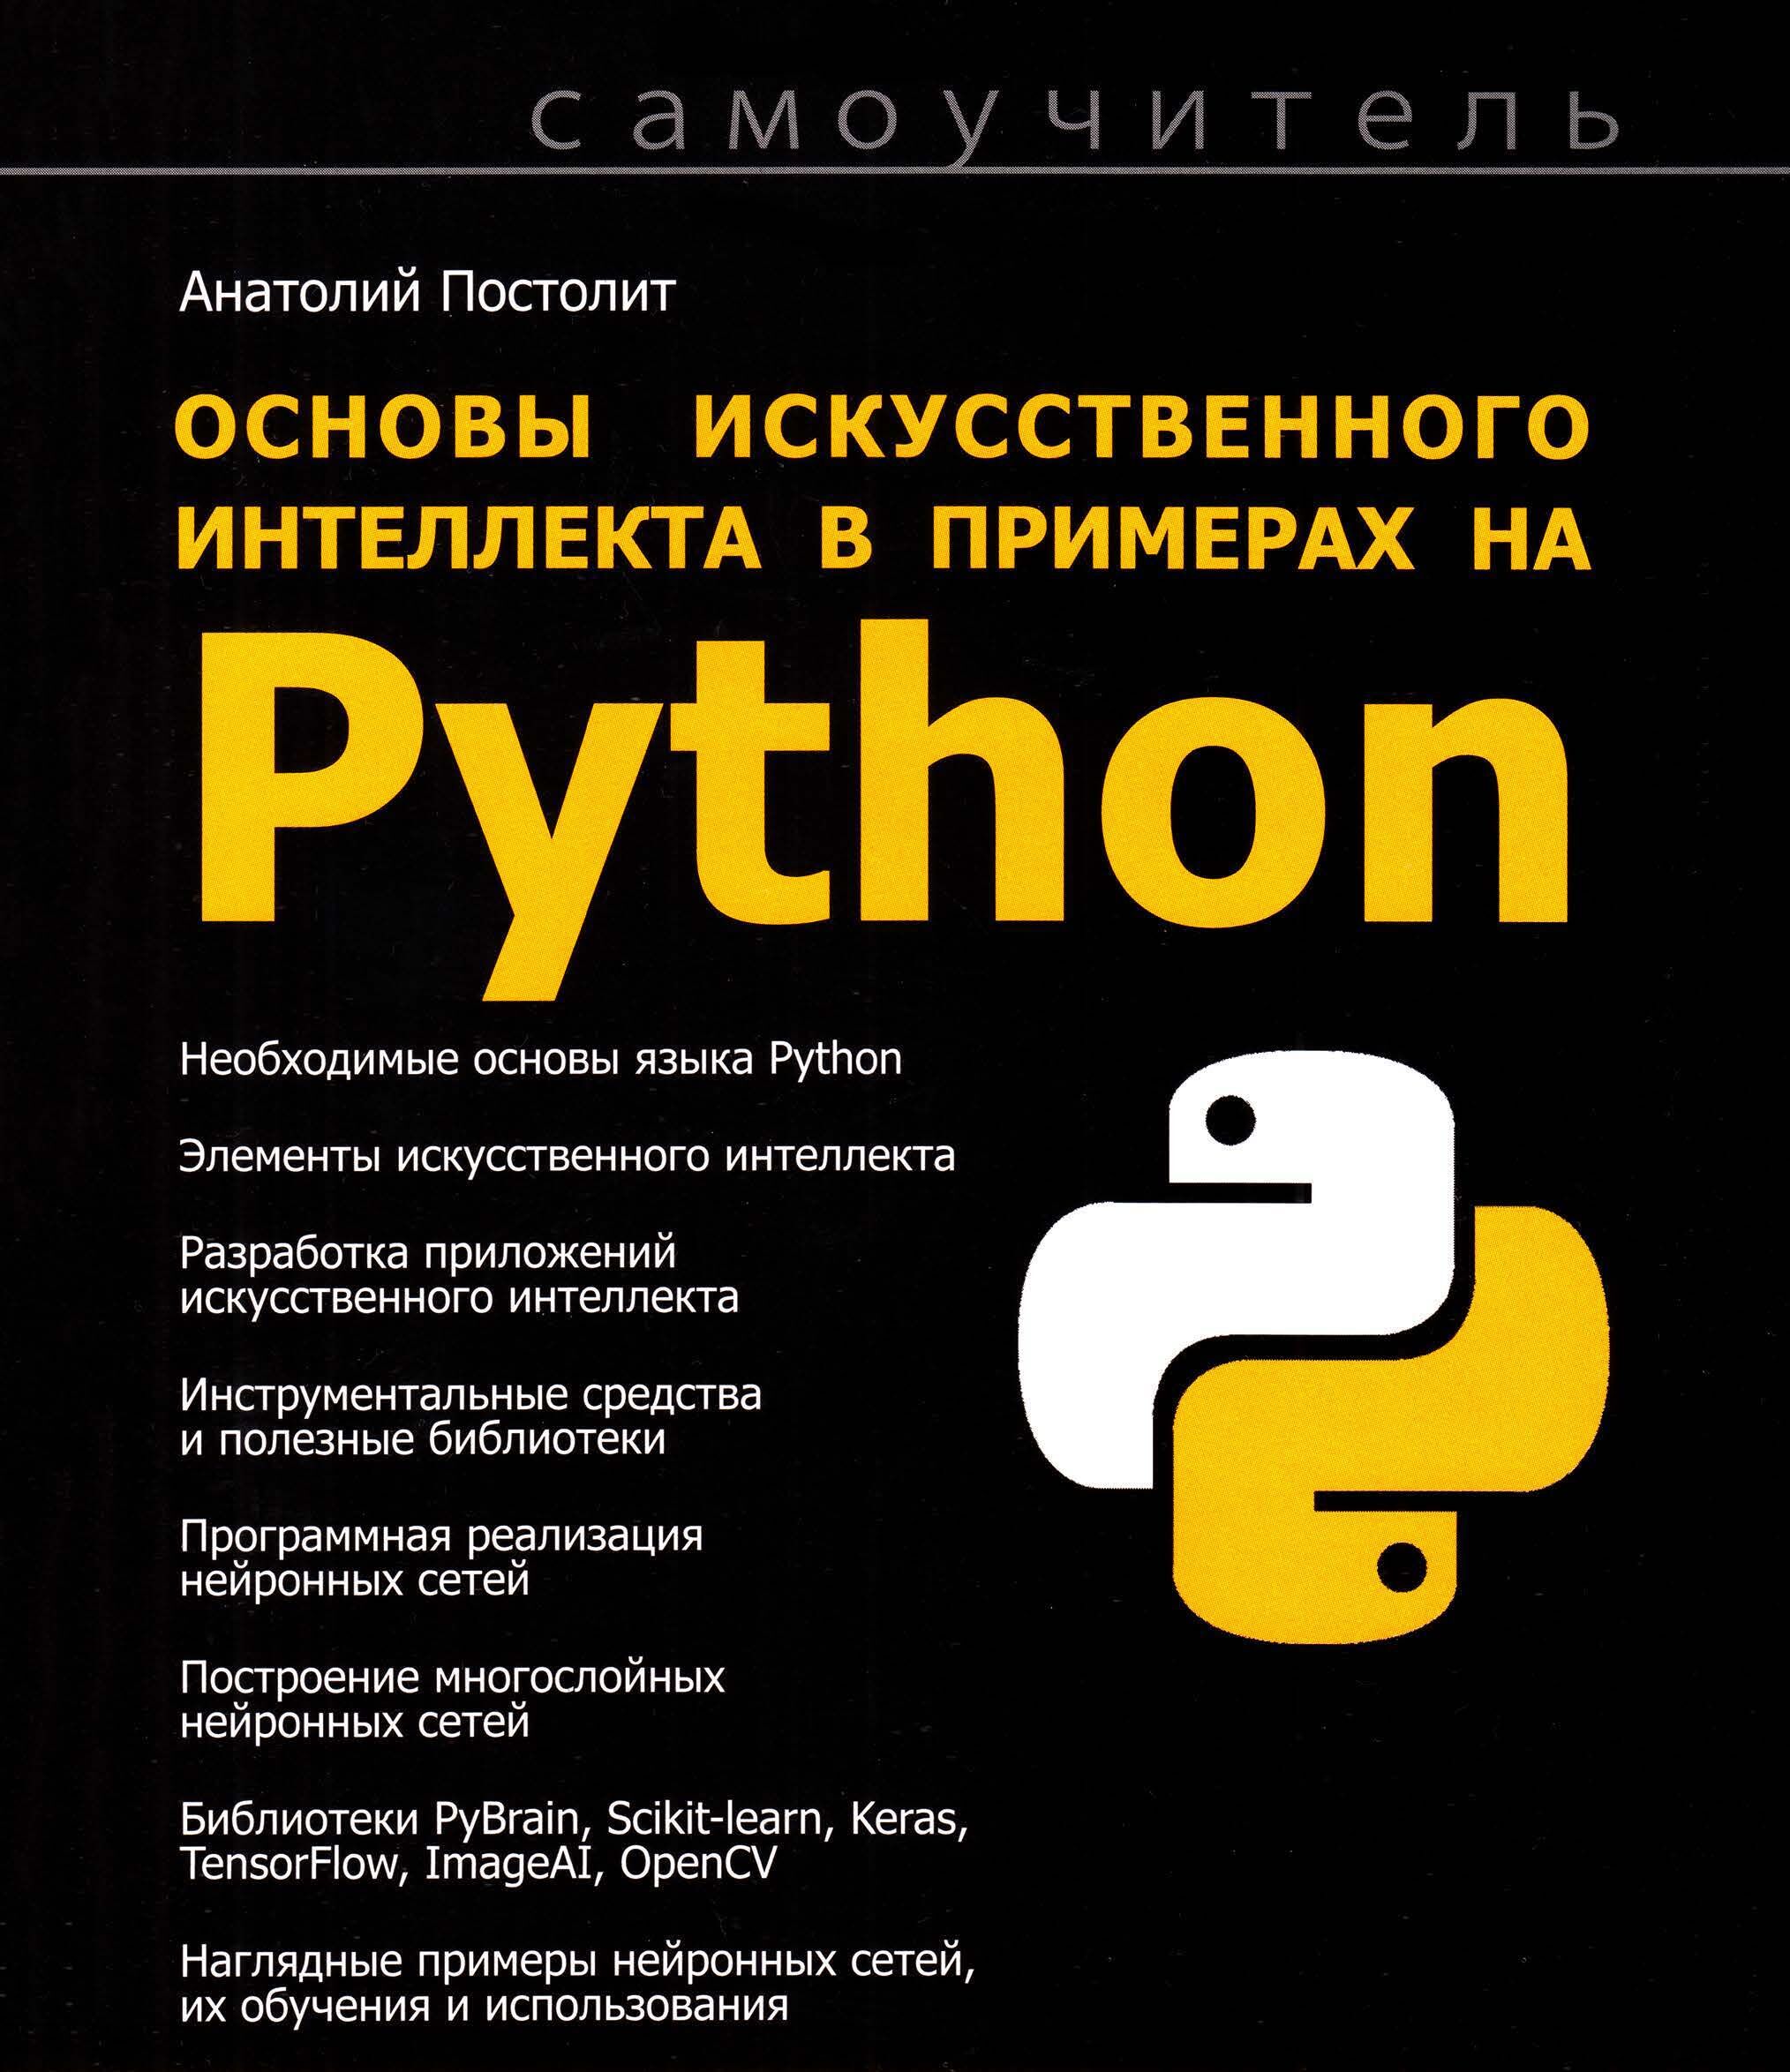 самоучитель
Анатолий Постолит
ОСНОВЫ ИСКУССТВЕННОГО
ИНТЕЛЛЕКТА В ПРИМЕРАХ НА
Python
Необходимые основы языка Python
Элементы искусственного интеллекта
Разработка приложений
искусственного интеллекта
Инструментальные средства
и полезные библиотеки
Программная реализация
нейронных сетей
Построение многослойных
нейронных сетей
Библиотеки PyBrain, Scikit-learn, Keras,
TensorFlow, ImageAI, OpenCV
Наглядные примеры нейронных сетей,
их обучения и использования